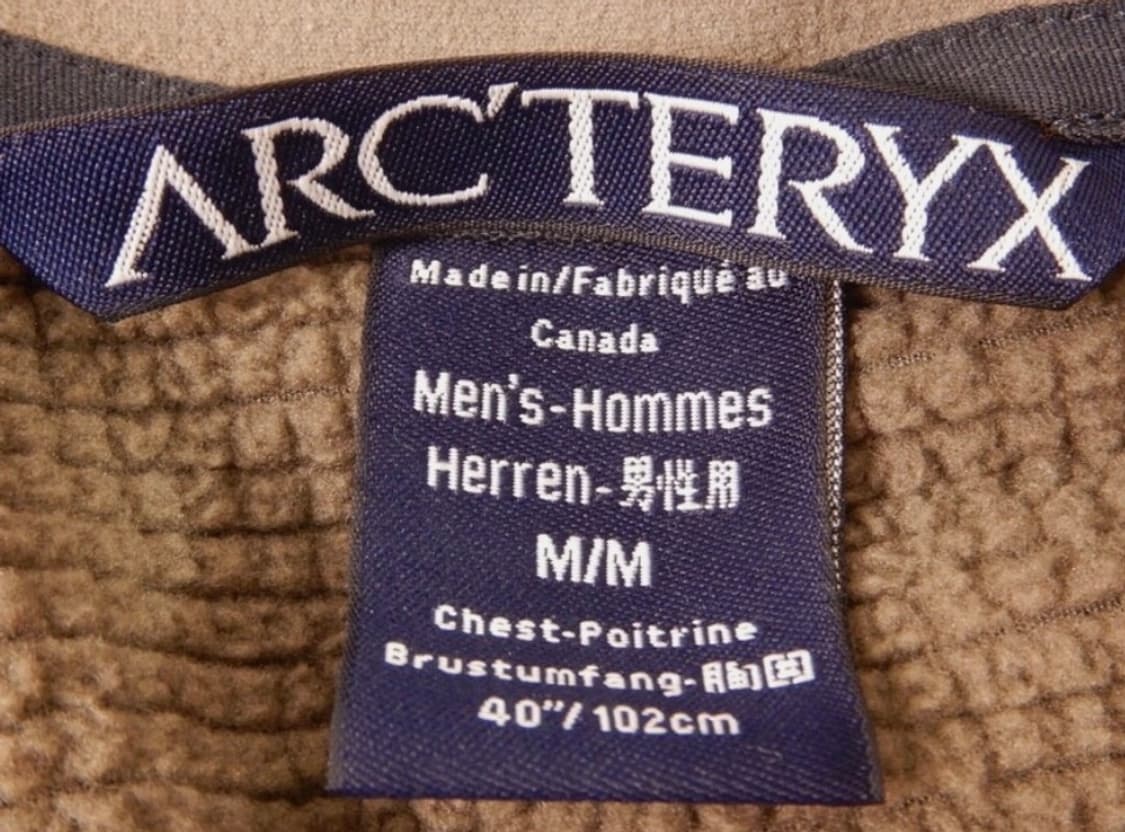 ARC'TERYX
Made in/Fabriqué au
Canada
Men's-Hommes
Herren-男性用
M/M
Chest-Poitrine
Brustumfang-胸囲
40"/102cm